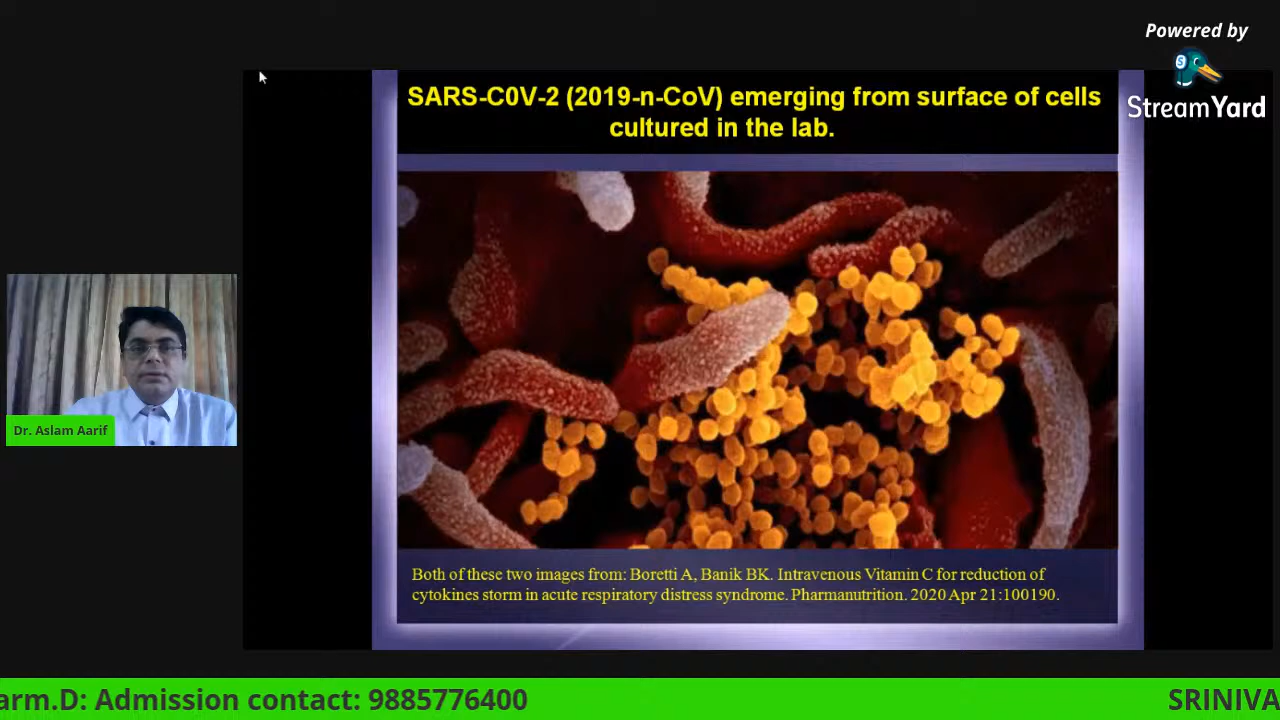 Powered by
StreamYard
SARS-C0V-2 (2019-n-CoV) emerging from surface of cells
cultured in the lab.
Dr. Aslam Aarif
Both of these two images from: Boretti A, Banik BK. Intravenous Vitamin C for reduction of
cytokines storm in acute respiratory distress syndrome. Pharmanutrition. 2020 Apr 21:100190.
arm.D: Admission contact: 9885776400
SRINIVA